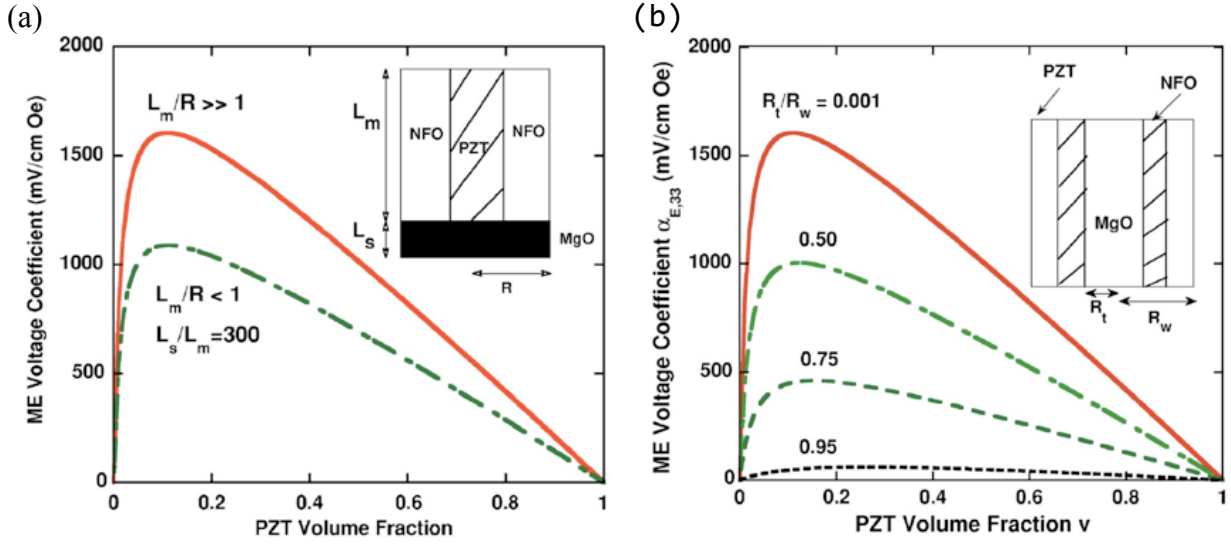 (a)
2000
1500
1000
500
0
ME Voltage Coefficient (mV/cm Oe)
L_m/R >> 1
L_m/R < 1
L_s/L_m=300
L_m
L_s
NFO
PZT
NFO
MgO
R
0
0.2
0.4
0.6
0.8
1
PZT Volume Fraction
(b)
2000
1500
1000
500
0
ME Voltage Coefficient α_E,33 (mV/cm Oe)
PZT
NFO
R_t/R_w = 0.001
MgO
R_t
R_w
0.50
0.75
0.95
0
0.2
0.4
0.6
0.8
1
PZT Volume Fraction v